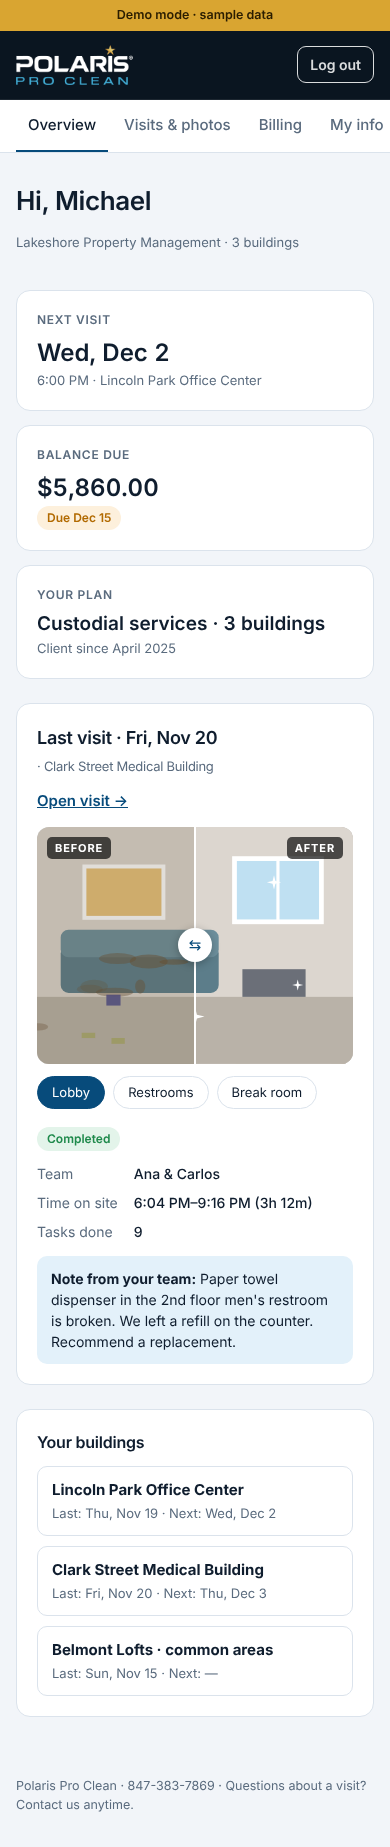 Demo mode · sample data
POLARIS®
PRO CLEAN
Log out
Overview
Visits & photos
Billing
My info
Hi, Michael
Lakeshore Property Management · 3 buildings
NEXT VISIT
Wed, Dec 2
6:00 PM · Lincoln Park Office Center
BALANCE DUE
$5,860.00
Due Dec 15
YOUR PLAN
Custodial services · 3 buildings
Client since April 2025
Last visit · Fri, Nov 20
· Clark Street Medical Building
Open visit →
BEFORE
AFTER
Lobby
Restrooms
Break room
Completed
Team Ana & Carlos
Time on site 6:04 PM–9:16 PM (3h 12m)
Tasks done 9
Note from your team: Paper towel
dispenser in the 2nd floor men's restroom
is broken. We left a refill on the counter.
Recommend a replacement.
Your buildings
Lincoln Park Office Center
Last: Thu, Nov 19 · Next: Wed, Dec 2
Clark Street Medical Building
Last: Fri, Nov 20 · Next: Thu, Dec 3
Belmont Lofts · common areas
Last: Sun, Nov 15 · Next: —
Polaris Pro Clean · 847-383-7869 · Questions about a visit?
Contact us anytime.